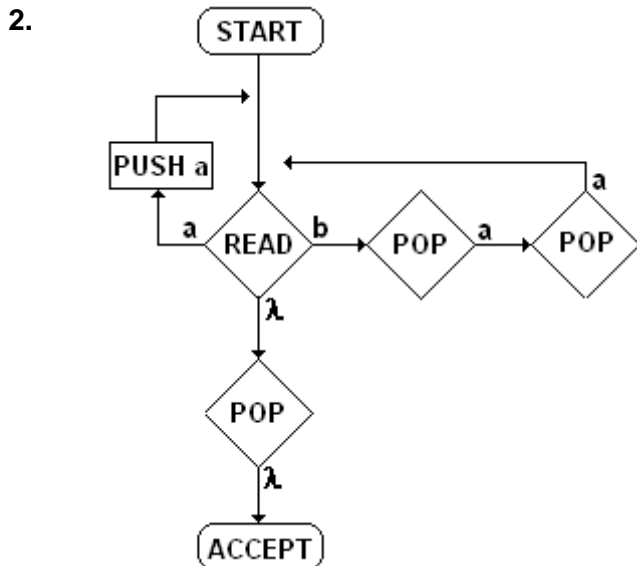 2.
START
PUSH a
a
a
READ
b
POP
a
POP
λ
POP
λ
ACCEPT